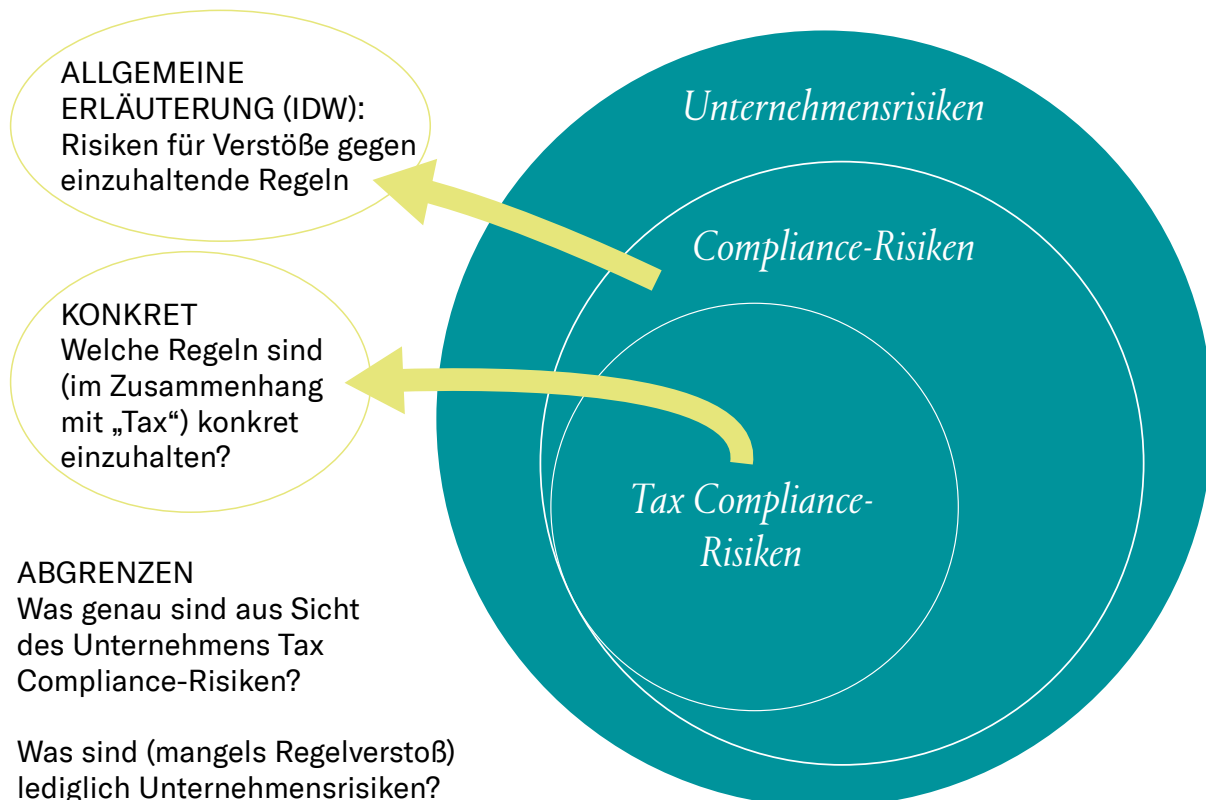 ALLGEMEINE
ERLÄUTERUNG (IDW):
Risiken für Verstöße gegen
einzuhaltende Regeln
KONKRET
Welche Regeln sind
(im Zusammenhang
mit „Tax“) konkret
einzuhalten?
ABGRENZEN
Was genau sind aus Sicht
des Unternehmens Tax
Compliance-Risiken?
Was sind (mangels Regelverstoß)
lediglich Unternehmensrisiken?
Unternehmensrisiken
Compliance-Risiken
Tax Compliance-
Risiken